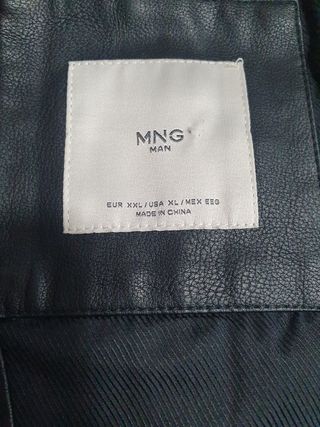 MNG
MAN
EUR XXL / USA XL / MEX EEG
MADE IN CHINA